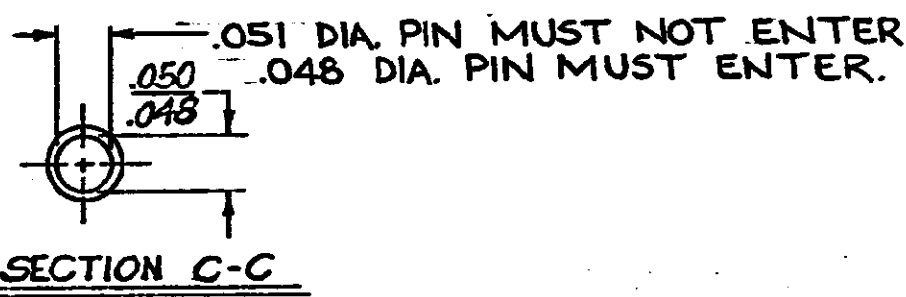 .051 DIA. PIN MUST NOT ENTER
.048 DIA. PIN MUST ENTER.
.050
.048
SECTION C-C